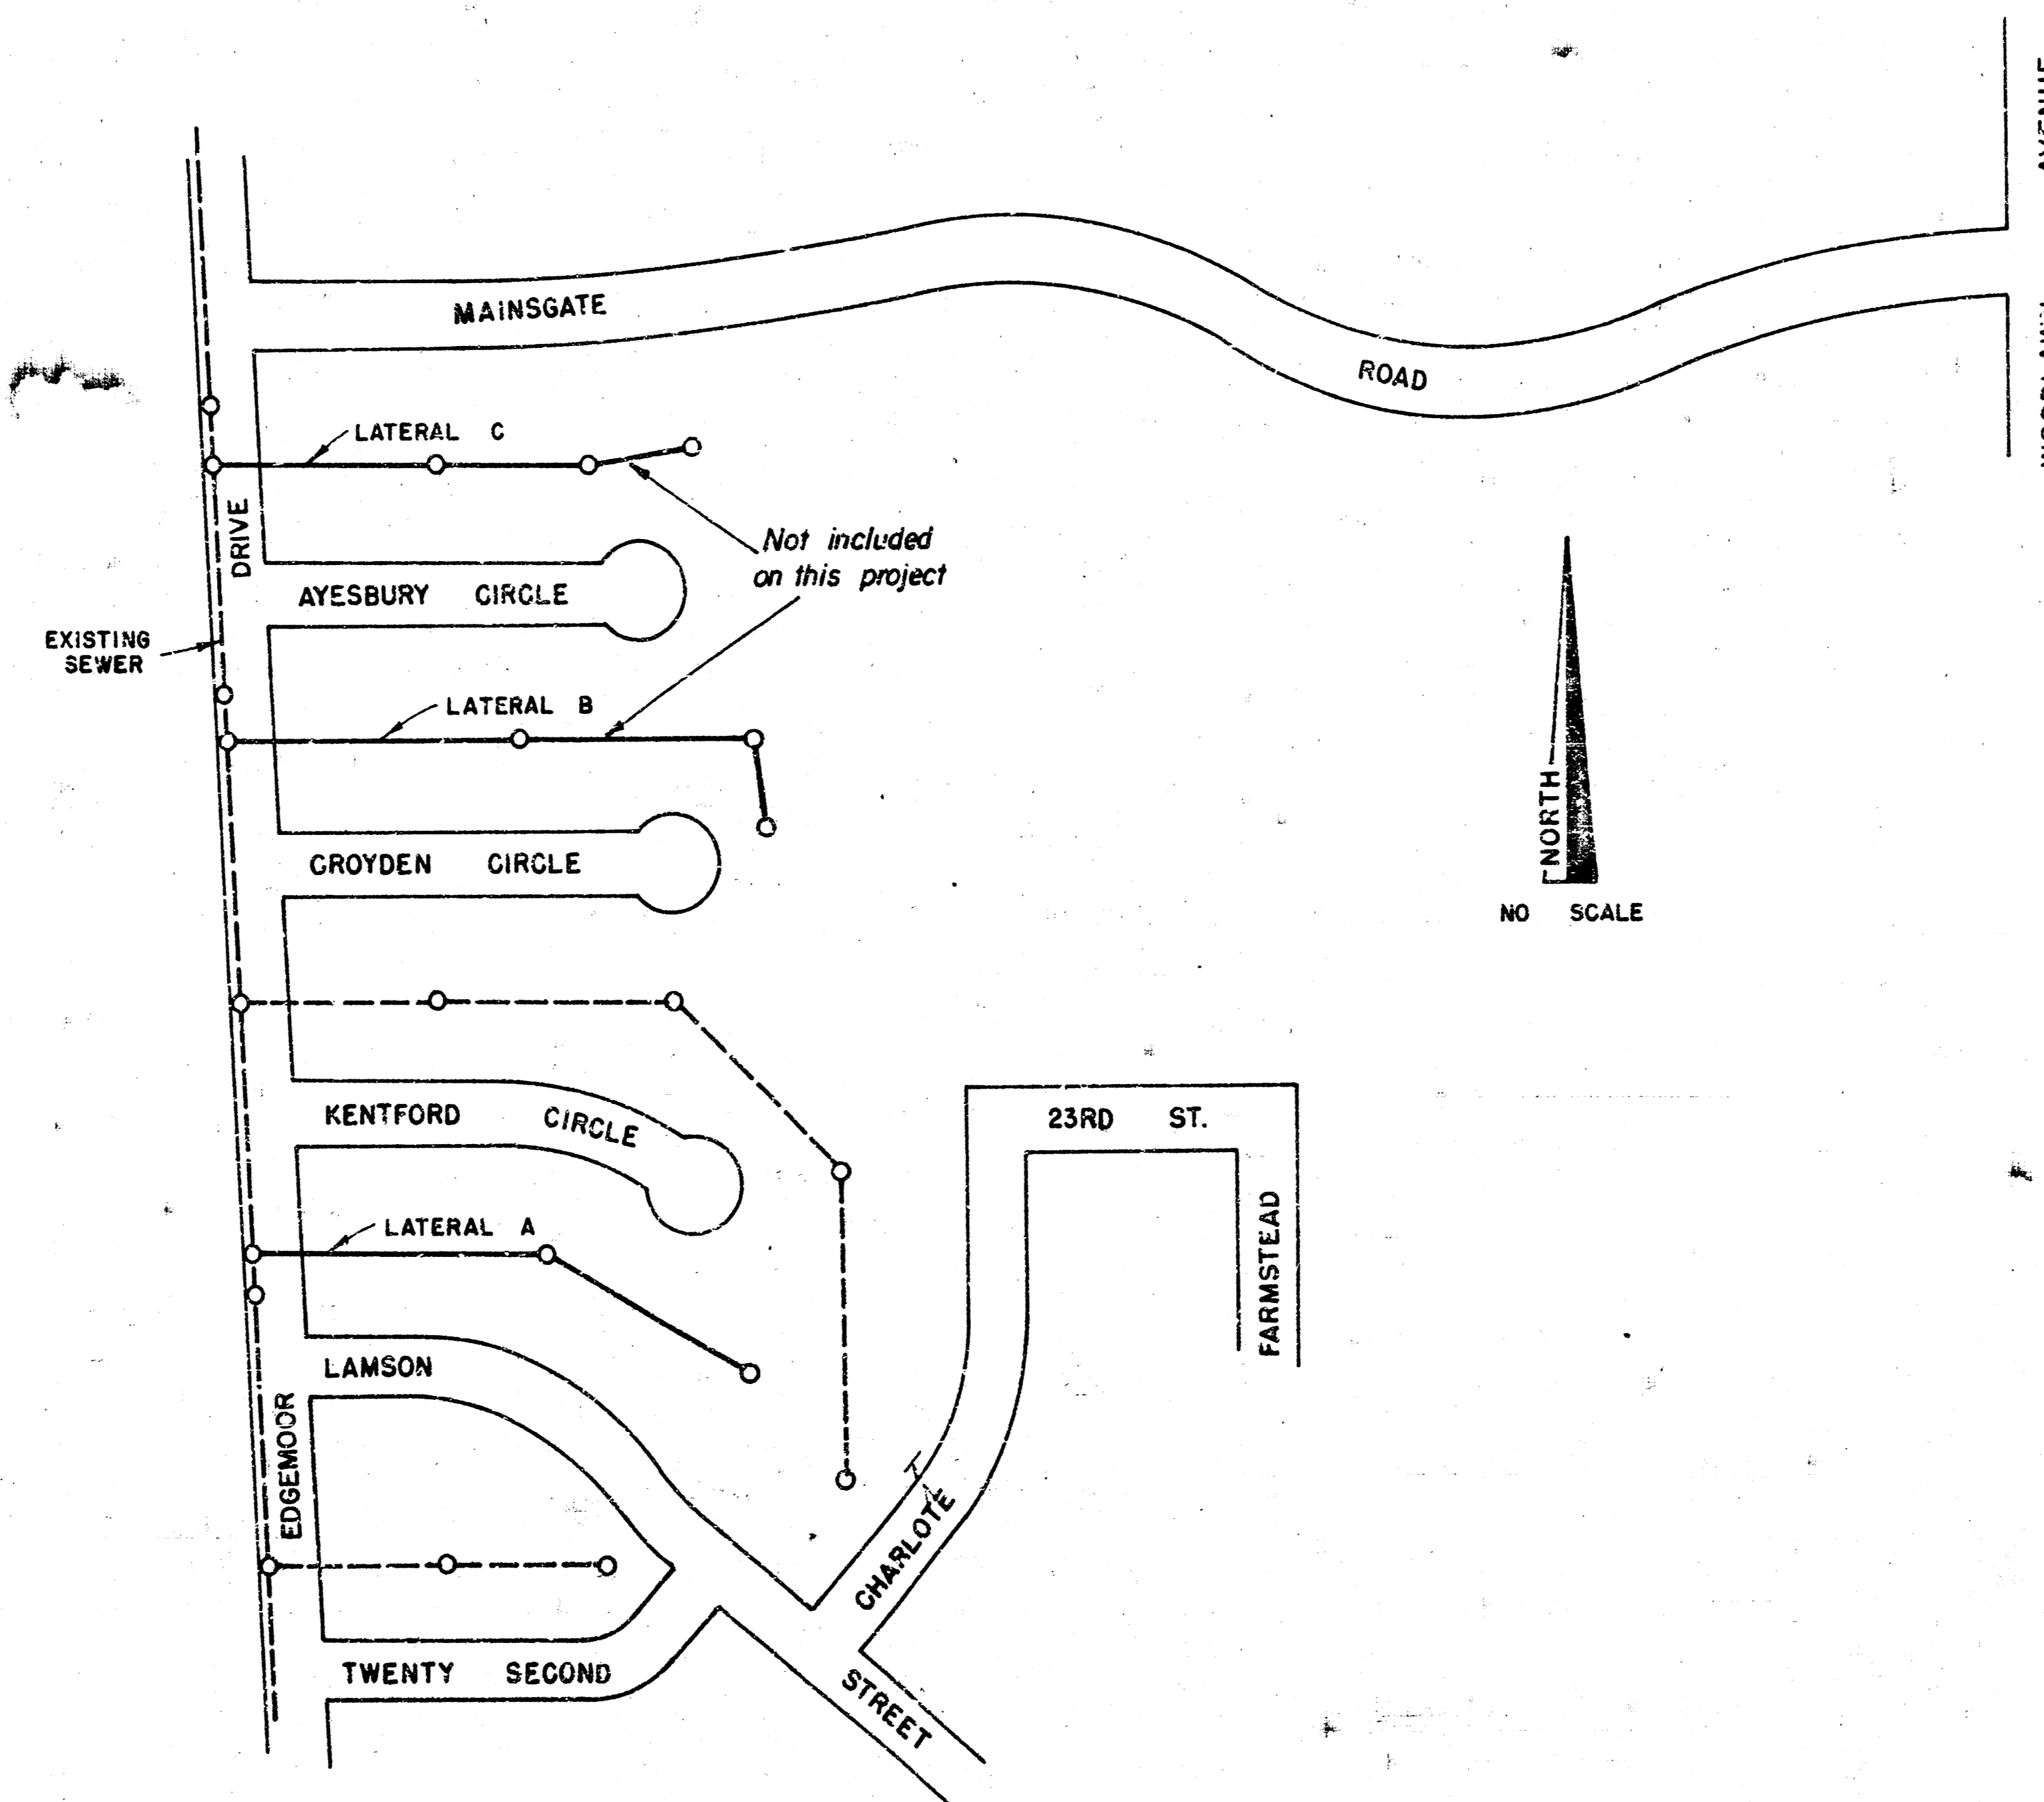 AVENUE
MAINSGATE
ROAD
LATERAL C
DRIVE
Not included
on this project
AYESBURY CIRCLE
EXISTING
SEWER
LATERAL B
NORTH
CROYDEN CIRCLE
NO SCALE
KENTFORD CIRCLE
23RD ST.
LATERAL A
FARMSTEAD
LAMSON
EDGEMOOR
CHARLOTE
T
TWENTY SECOND
STREET